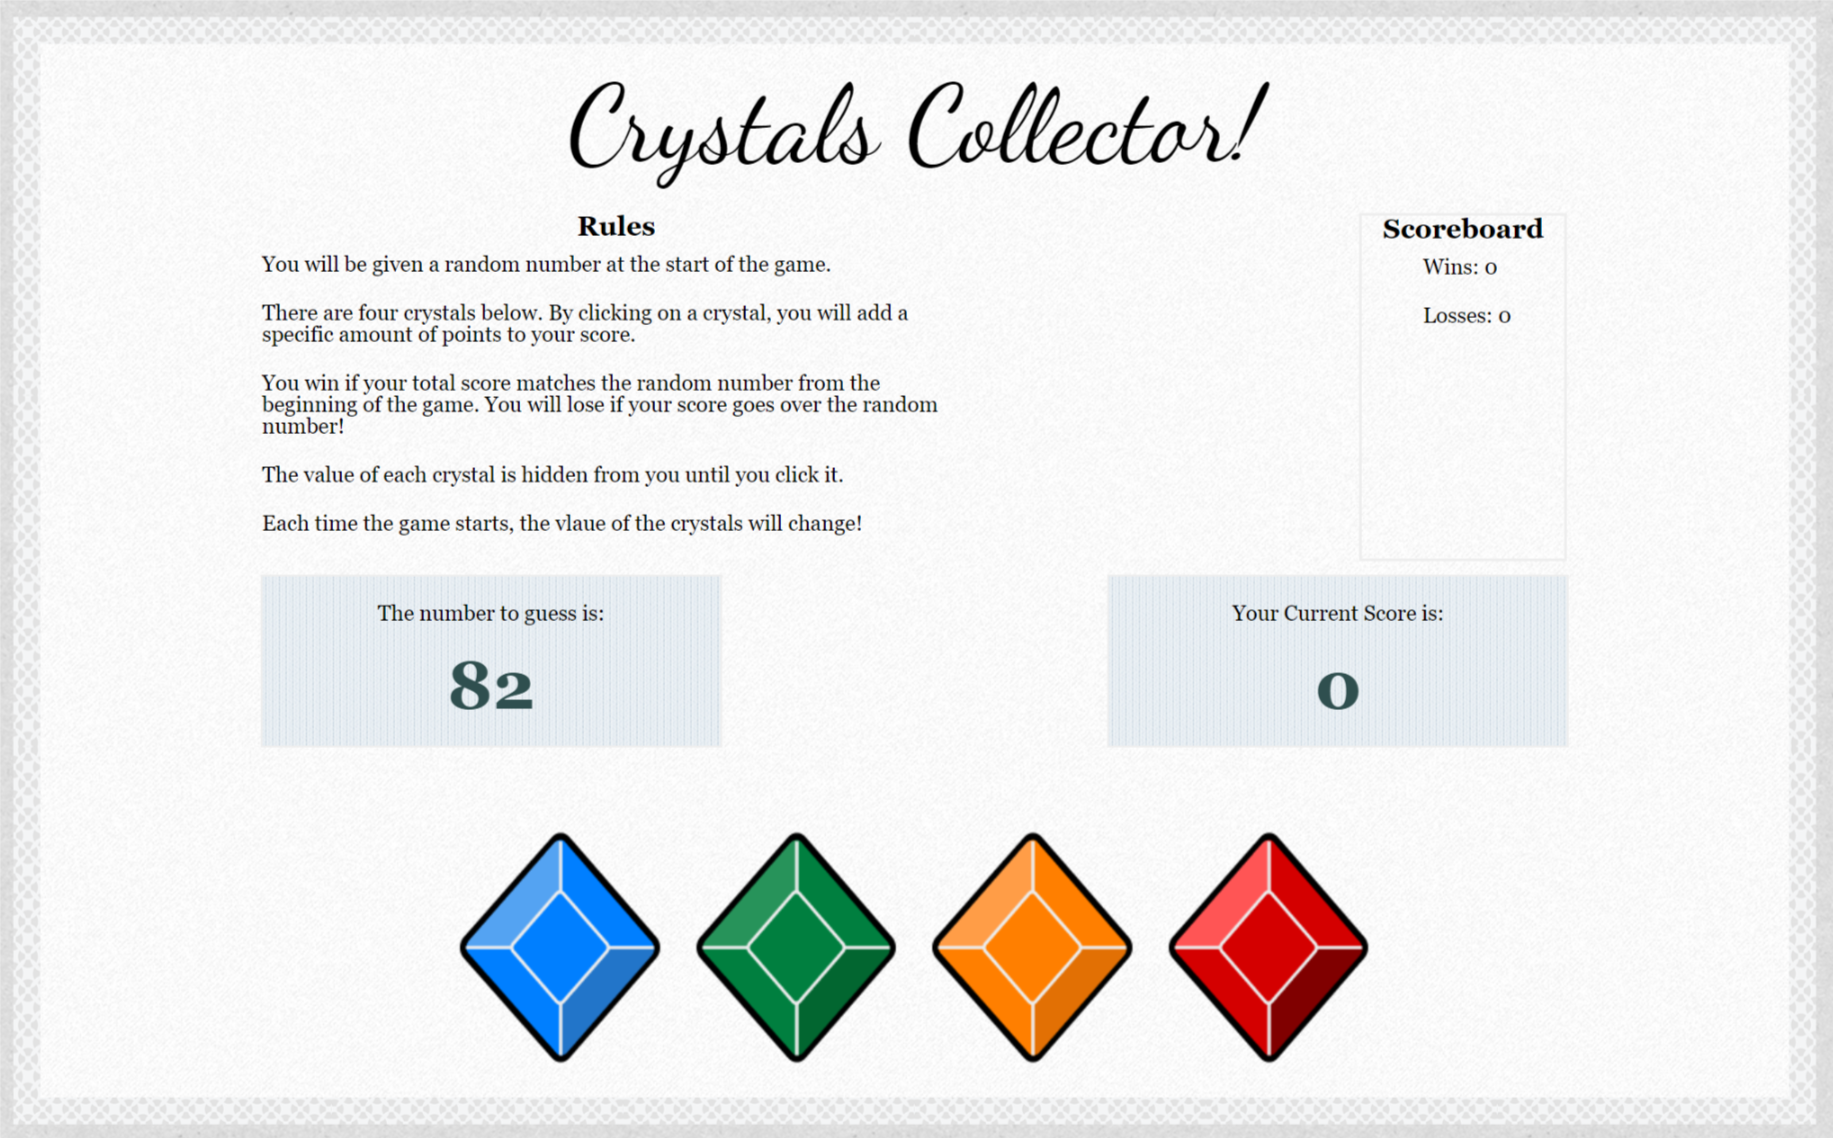 Crystals Collector!
Rules
You will be given a random number at the start of the game.
There are four crystals below. By clicking on a crystal, you will add a
specific amount of points to your score.
You win if your total score matches the random number from the
beginning of the game. You will lose if your score goes over the random
number!
The value of each crystal is hidden from you until you click it.
Each time the game starts, the vlaue of the crystals will change!
Scoreboard
Wins: 0
Losses: 0
The number to guess is:
82
Your Current Score is:
0